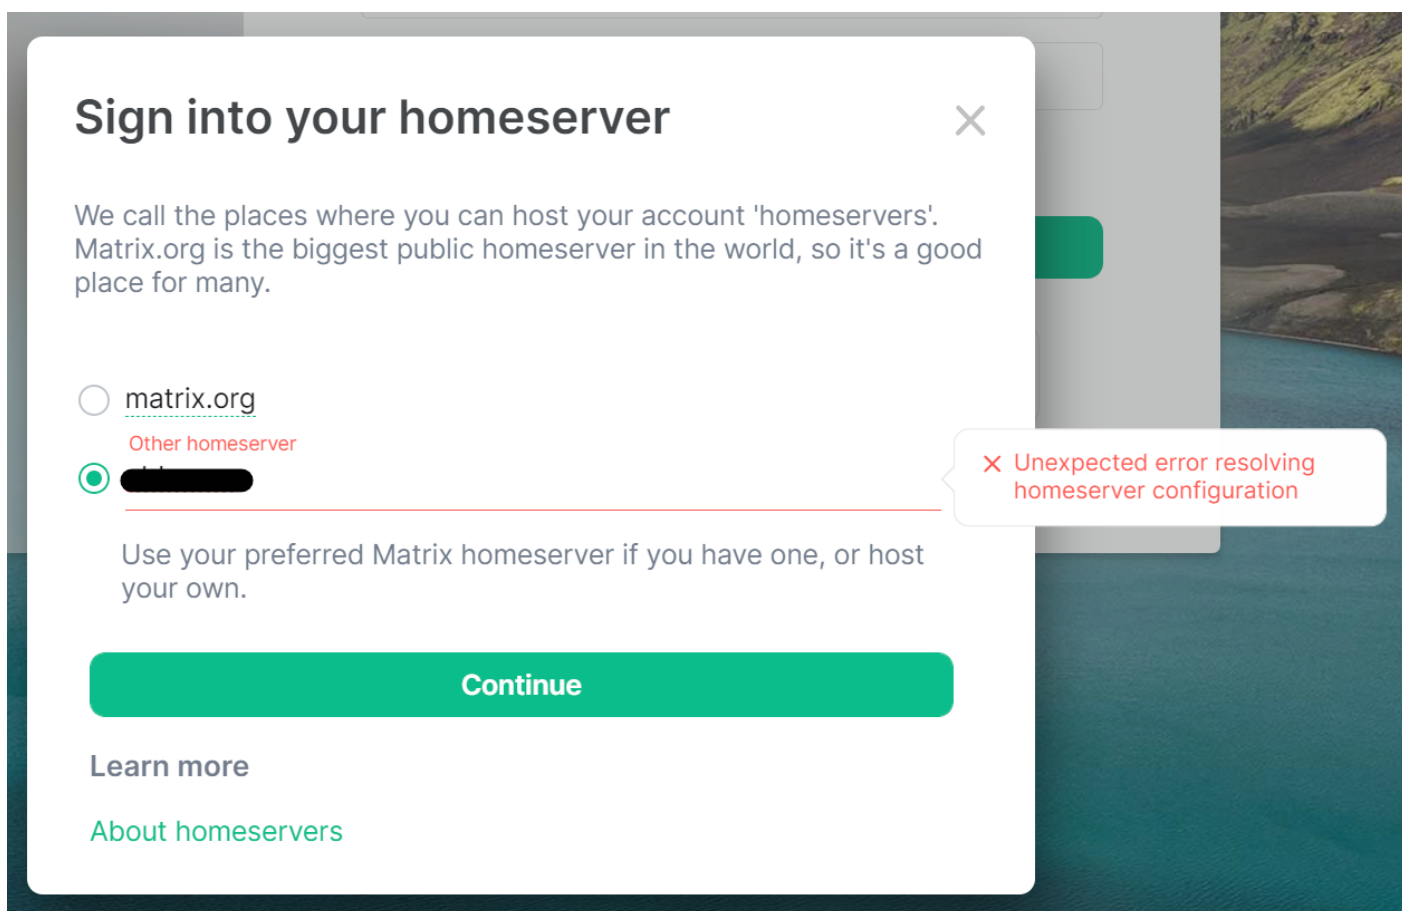 Sign into your homeserver
We call the places where you can host your account 'homeservers'.
Matrix.org is the biggest public homeserver in the world, so it's a good
place for many.
matrix.org
Other homeserver
Unexpected error resolving
homeserver configuration
Use your preferred Matrix homeserver if you have one, or host
your own.
Continue
Learn more
About homeservers